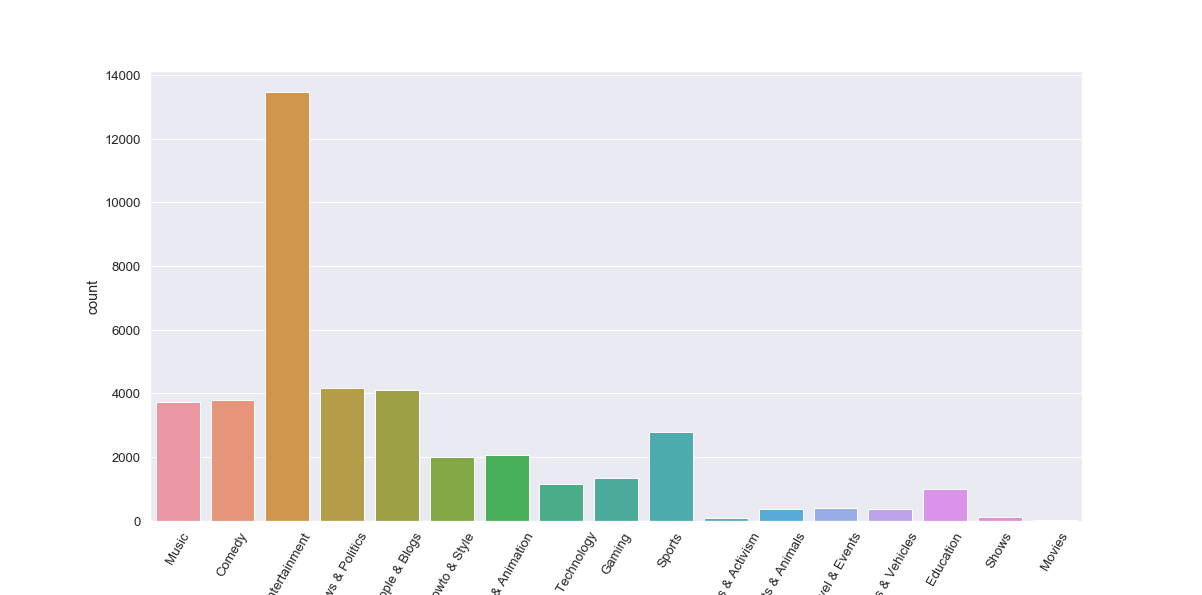 14000
12000
10000
8000
6000
4000
2000
0
count
Music
Comedy
ntertainment
ws & Politics
ople & Blogs
owto & Style
& Animation
Technology
Gaming
Sports
s & Activism
ts & Animals
vel & Events
s & Vehicles
Education
Shows
Movies